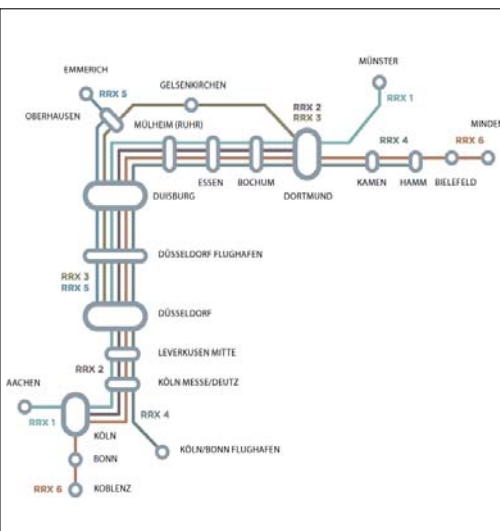 MÜNSTER
EMMERICH
GELSENKIRCHEN
RRX 5
RRX 1
RRX 2
RRX 3
OBERHAUSEN
MÜLHEIM (RUHR)
MINDEN
RRX 4
RRX 6
ESSEN
BOCHUM
KAMEN
HAMM
BIELEFELD
DUISBURG
DORTMUND
DÜSSELDORF FLUGHAFEN
RRX 3
RRX 5
DÜSSELDORF
LEVERKUSEN MITTE
RRX 2
KÖLN MESSE/DEUTZ
AACHEN
RRX 4
RRX 1
KÖLN
KÖLN/BONN FLUGHAFEN
BONN
RRX 6
KOBLENZ